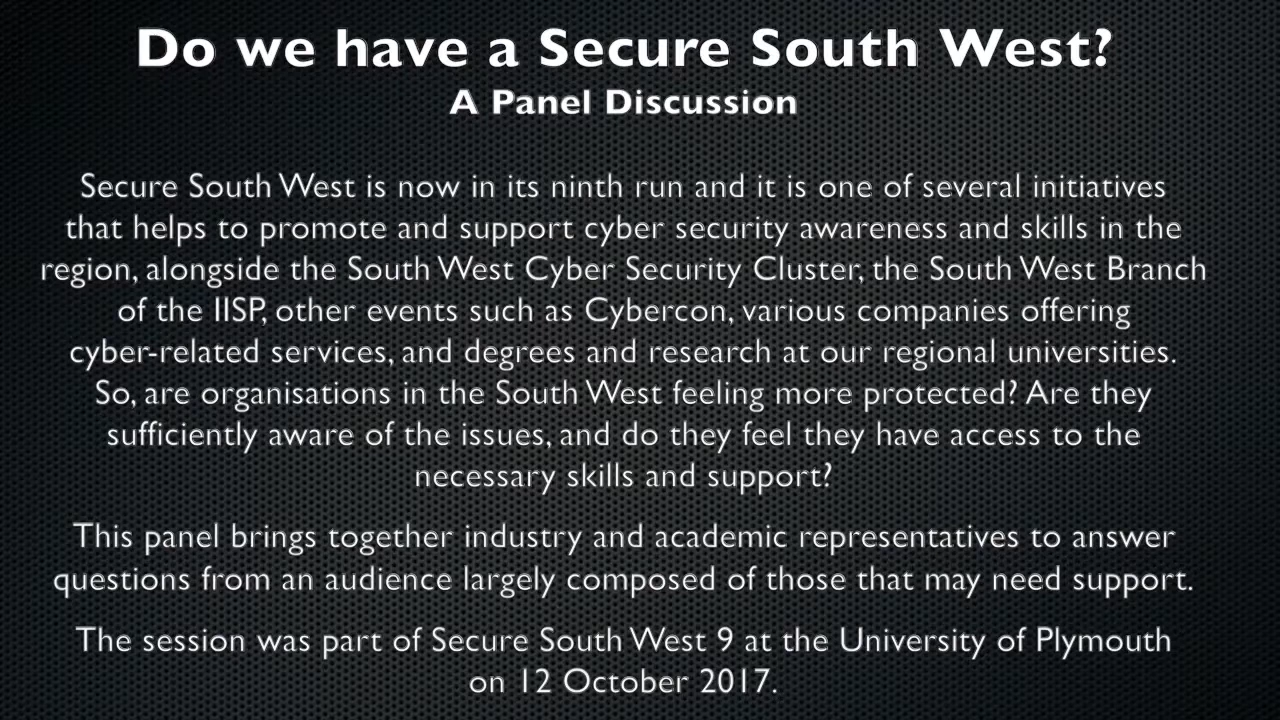 Do we have a Secure South West?
A Panel Discussion
Secure South West is now in its ninth run and it is one of several initiatives
that helps to promote and support cyber security awareness and skills in the
region, alongside the South West Cyber Security Cluster, the South West Branch
of the IISP, other events such as Cybercon, various companies offering
cyber-related services, and degrees and research at our regional universities.
So, are organisations in the South West feeling more protected? Are they
sufficiently aware of the issues, and do they feel they have access to the
necessary skills and support?
This panel brings together industry and academic representatives to answer
questions from an audience largely composed of those that may need support.
The session was part of Secure South West 9 at the University of Plymouth
on 12 October 2017.